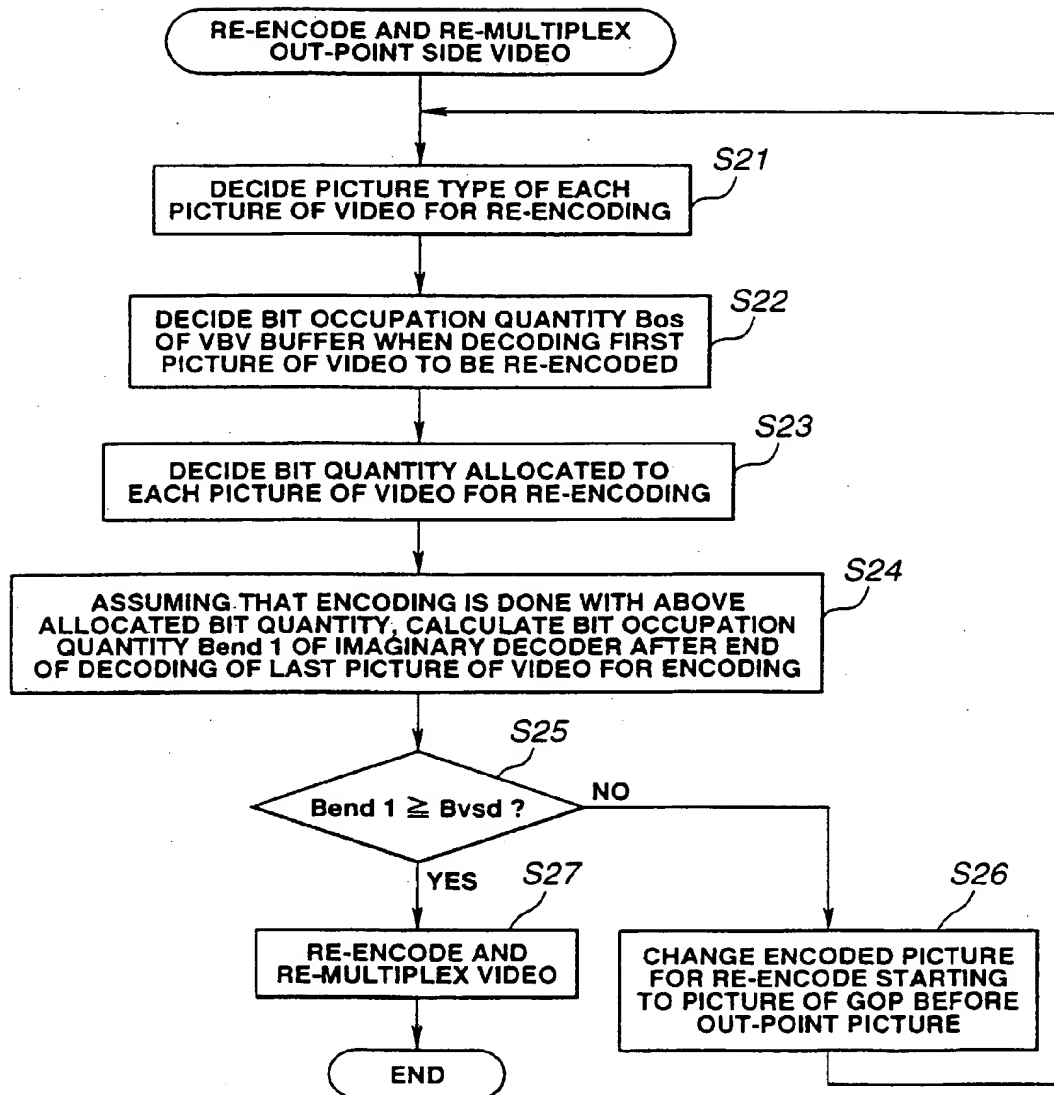 RE-ENCODE AND RE-MULTIPLEX
OUT-POINT SIDE VIDEO
S21
DECIDE PICTURE TYPE OF EACH
PICTURE OF VIDEO FOR RE-ENCODING
S22
DECIDE BIT OCCUPATION QUANTITY Bos
OF VBV BUFFER WHEN DECODING FIRST
PICTURE OF VIDEO TO BE RE-ENCODED
S23
DECIDE BIT QUANTITY ALLOCATED TO
EACH PICTURE OF VIDEO FOR RE-ENCODING
S24
ASSUMING THAT ENCODING IS DONE WITH ABOVE
ALLOCATED BIT QUANTITY, CALCULATE BIT OCCUPATION
QUANTITY Bend 1 OF IMAGINARY DECODER AFTER END
OF DECODING OF LAST PICTURE OF VIDEO FOR ENCODING
S25
Bend 1 ≧ Bvsd ?
NO
YES
S27
RE-ENCODE AND
RE-MULTIPLEX VIDEO
S26
CHANGE ENCODED PICTURE
FOR RE-ENCODE STARTING
TO PICTURE OF GOP BEFORE
OUT-POINT PICTURE
END